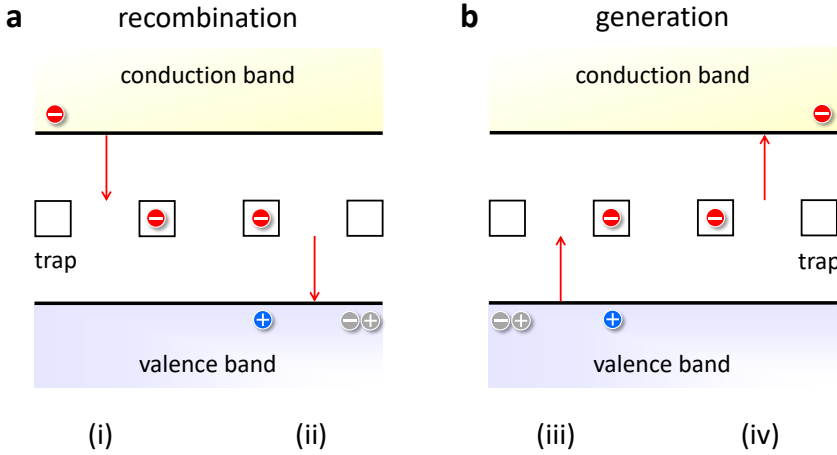 a
recombination
conduction band
trap
valence band
(i)
(ii)
b
generation
conduction band
trap
valence band
(iii)
(iv)